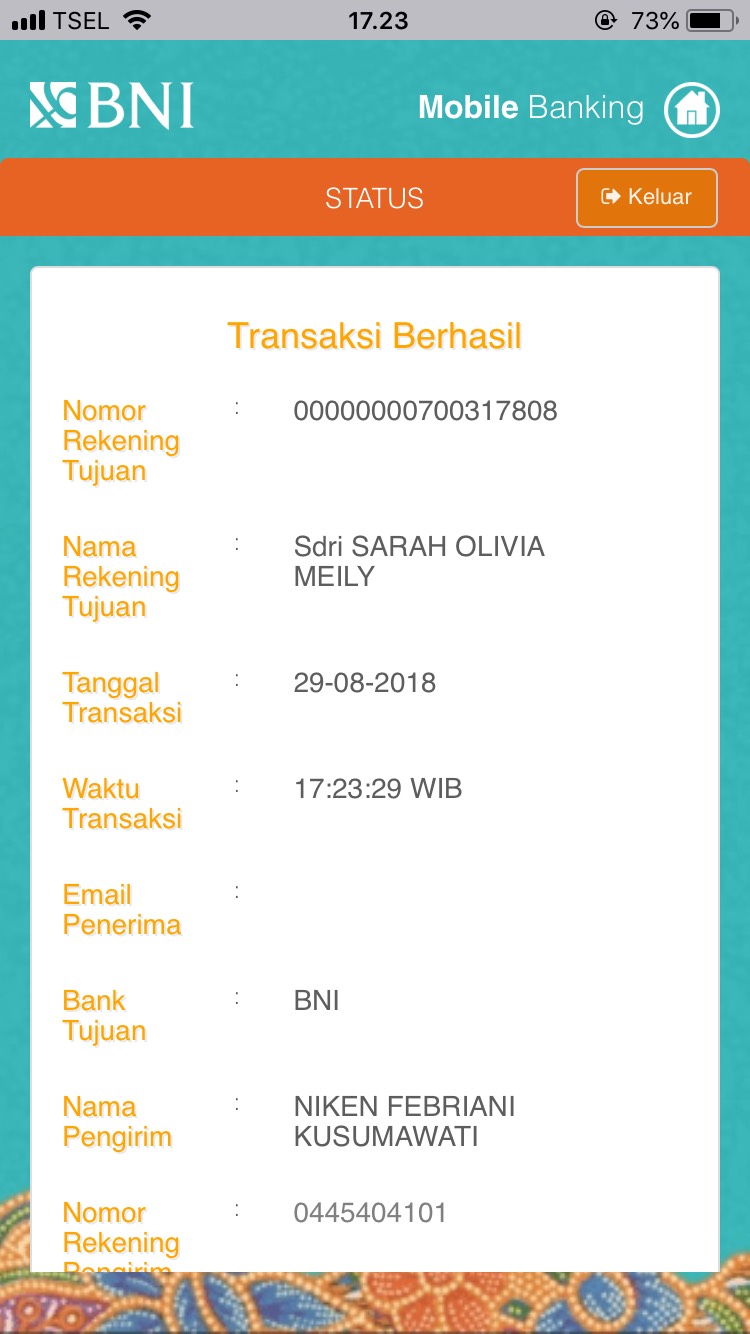 TSEL 17.23 73%
BNI Mobile Banking
STATUS Keluar
Transaksi Berhasil
Nomor : 00000000700317808
Rekening
Tujuan
Nama : Sdri SARAH OLIVIA
Rekening MEILY
Tujuan
Tanggal : 29-08-2018
Transaksi
Waktu : 17:23:29 WIB
Transaksi
Email :
Penerima
Bank : BNI
Tujuan
Nama : NIKEN FEBRIANI
Pengirim KUSUMAWATI
Nomor : 0445404101
Rekening
Pengirim